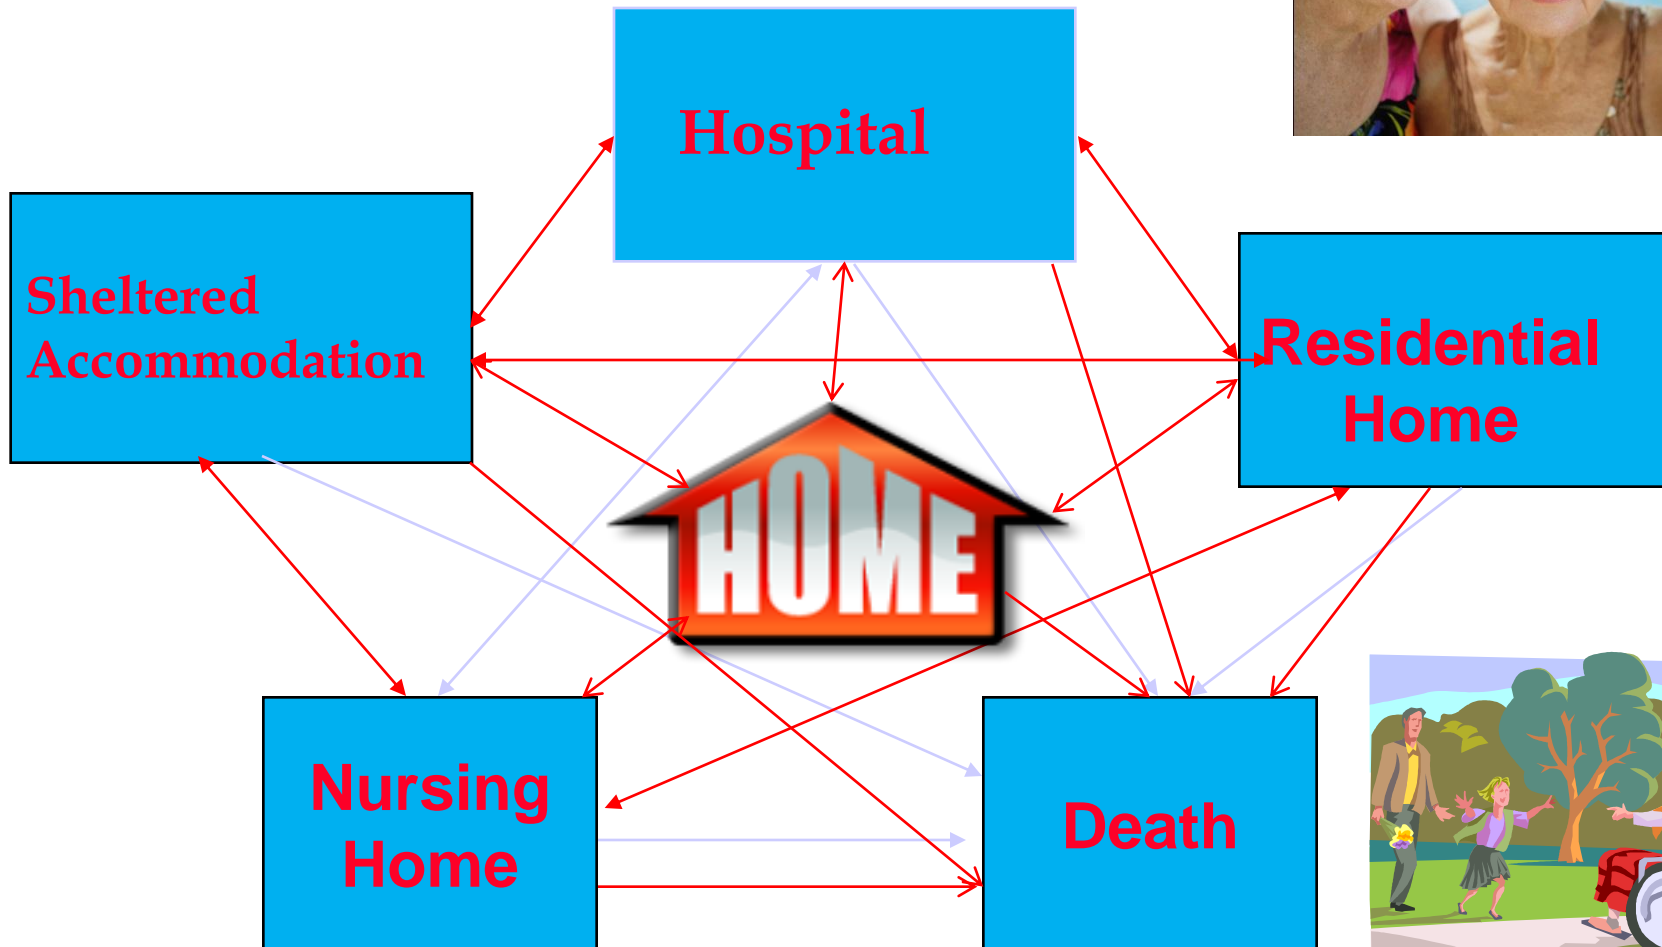 Hospital
Sheltered
Accommodation
Residential
Home
HOME
Nursing
Home
Death